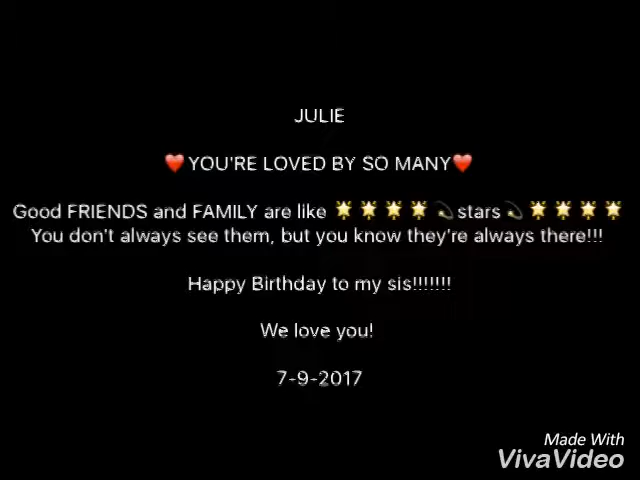 JULIE
❤️YOU'RE LOVED BY SO MANY❤️
Good FRIENDS and FAMILY are like 🌟🌟🌟🌟💫stars💫🌟🌟🌟🌟
You don't always see them, but you know they're always there!!!
Happy Birthday to my sis!!!!!!!
We love you!
7-9-2017
Made With
VivaVideo